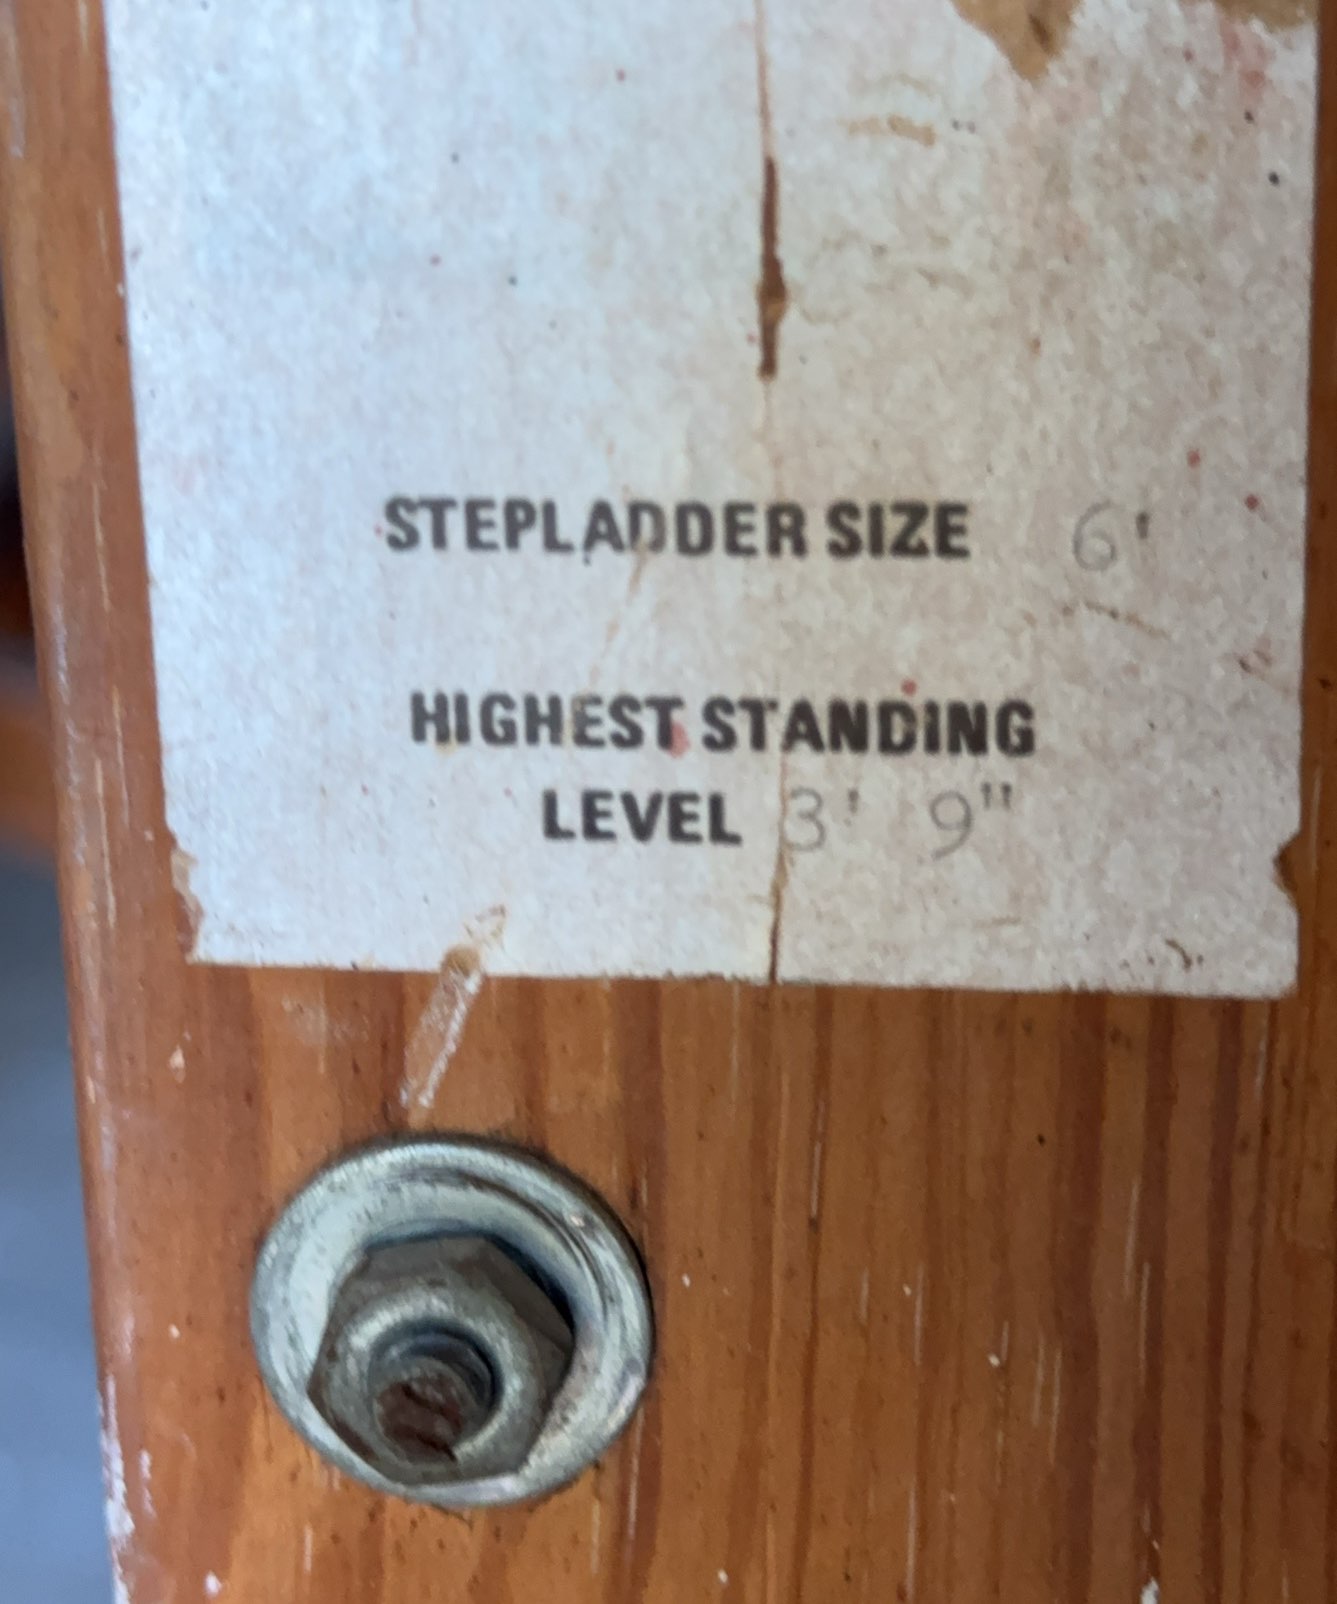 STEPLADDER SIZE 6'
HIGHEST STANDING
LEVEL 3' 9"